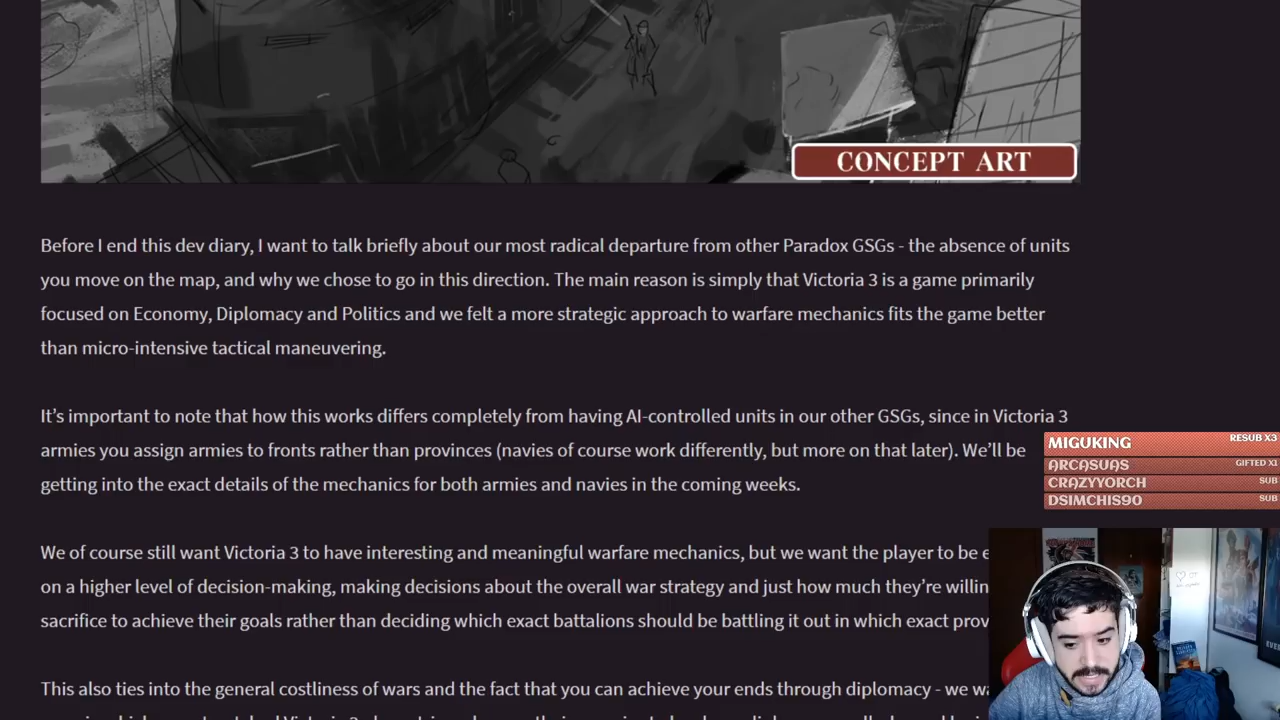 CONCEPT ART
Before I end this dev diary, I want to talk briefly about our most radical departure from other Paradox GSGs - the absence of units
you move on the map, and why we chose to go in this direction. The main reason is simply that Victoria 3 is a game primarily
focused on Economy, Diplomacy and Politics and we felt a more strategic approach to warfare mechanics fits the game better
than micro-intensive tactical maneuvering.
It’s important to note that how this works differs completely from having AI-controlled units in our other GSGs, since in Victoria 3
armies you assign armies to fronts rather than provinces (navies of course work differently, but more on that later). We’ll be
getting into the exact details of the mechanics for both armies and navies in the coming weeks.
MIGUKING RESUB X3
ARCASUAS GIFTED X1
CRAZYYORCH SUB
DSIMCHIS90 SUB
We of course still want Victoria 3 to have interesting and meaningful warfare mechanics, but we want the player to be
on a higher level of decision-making, making decisions about the overall war strategy and just how much they’re
sacrifice to achieve their goals rather than deciding which exact battalions should be battling it out in which exact
This also ties into the general costliness of wars and the fact that you can achieve your ends through diplomacy - we